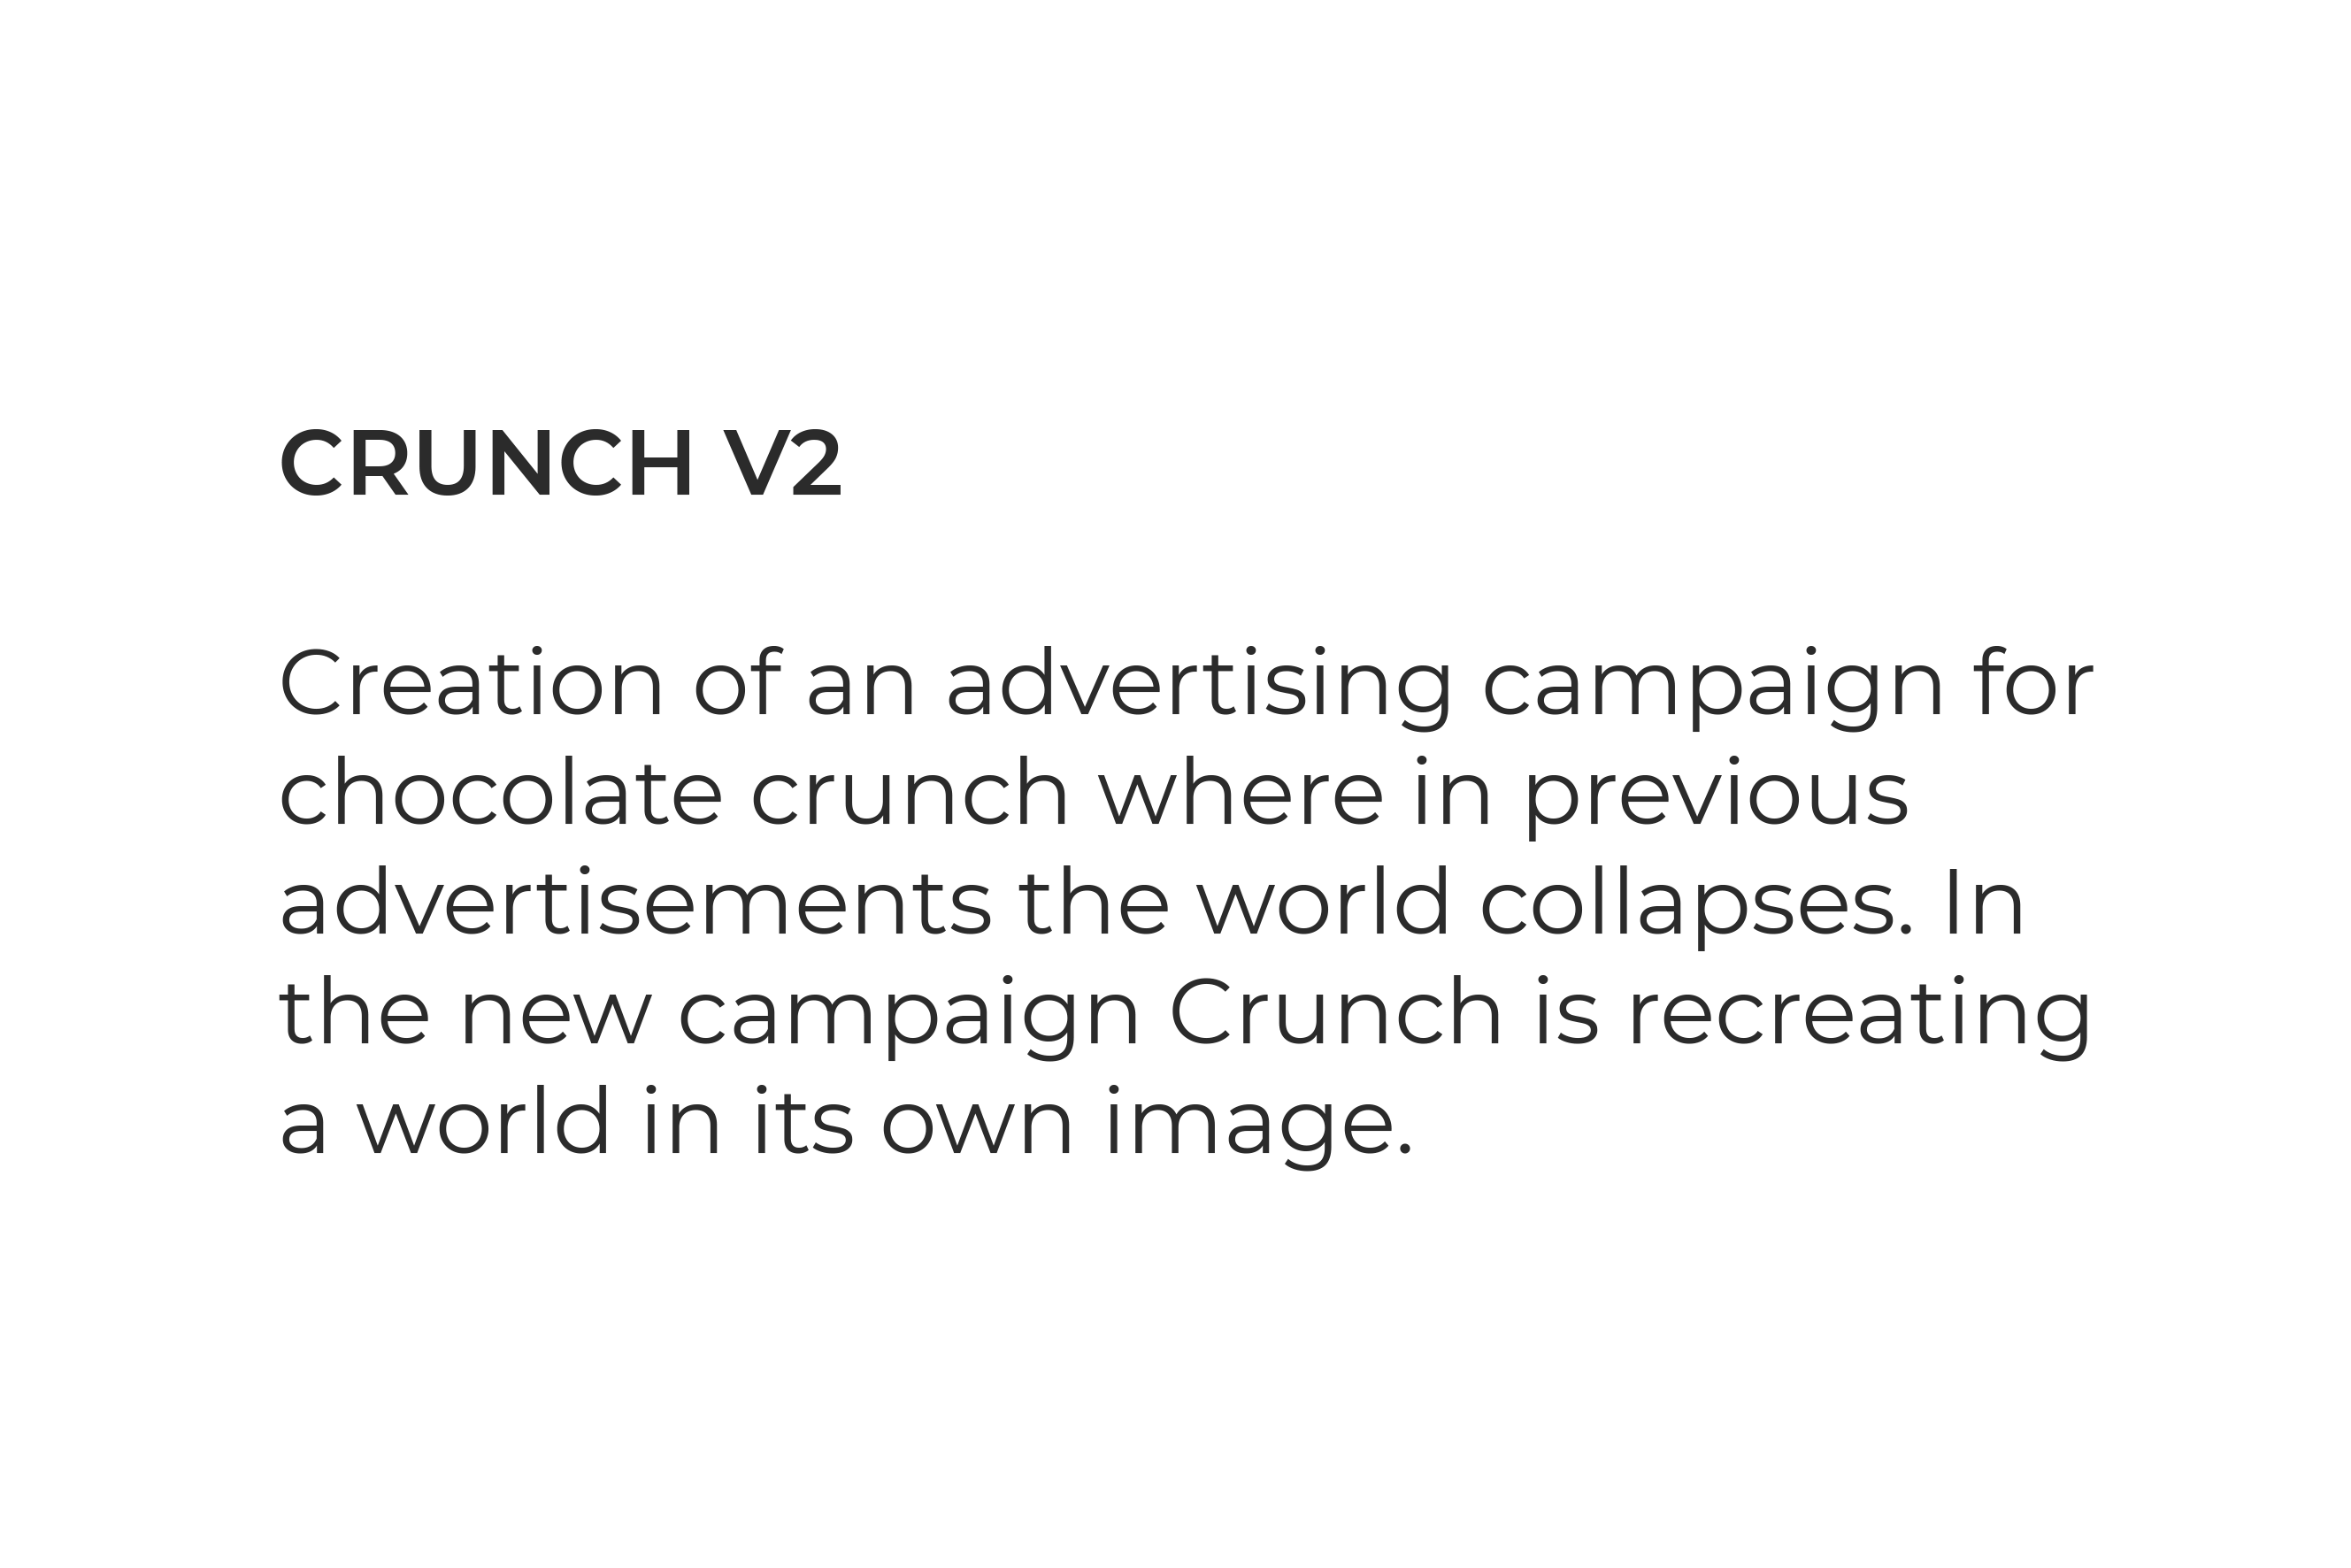 CRUNCH V2
Creation of an advertising campaign for
chocolate crunch where in previous
advertisements the world collapses. In
the new campaign Crunch is recreating
a world in its own image.